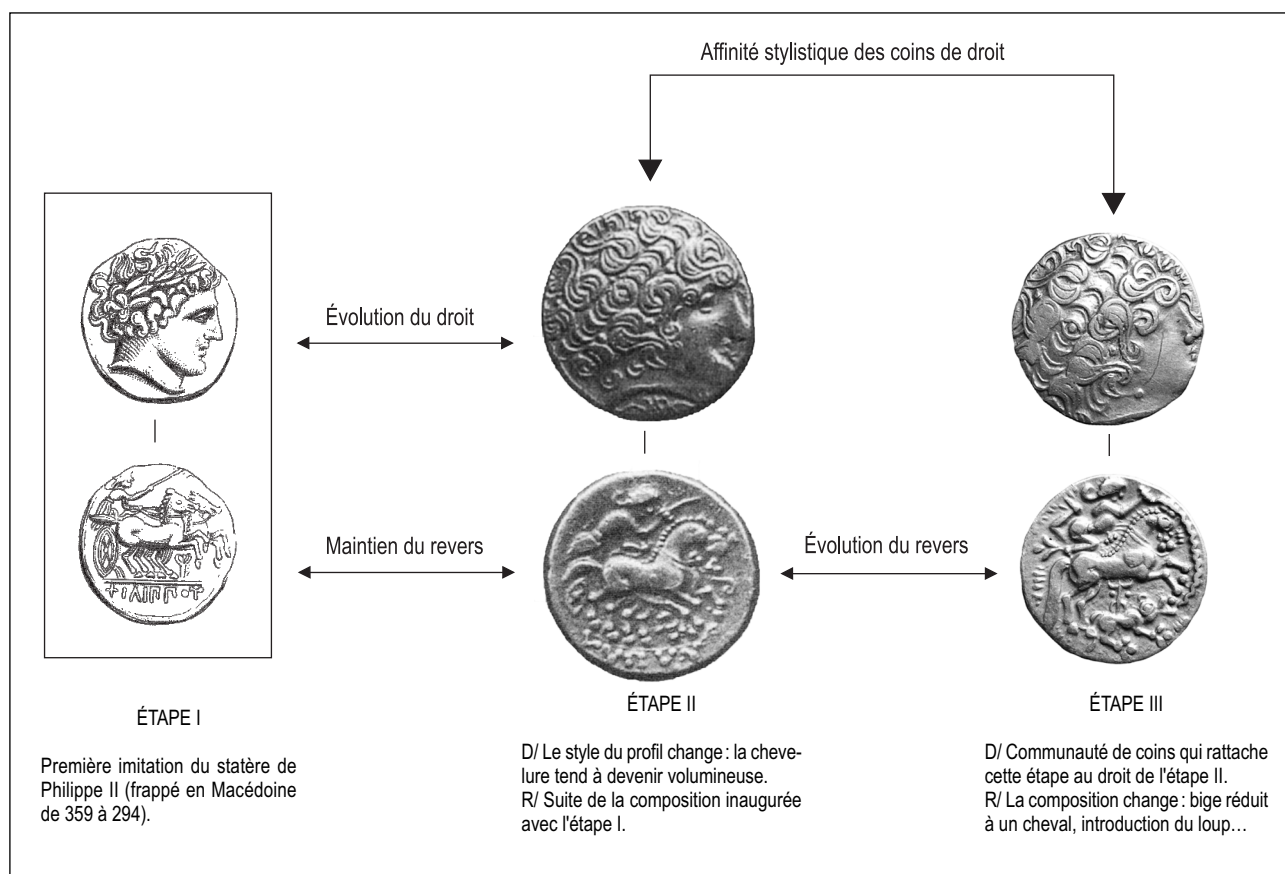 Affinité stylistique des coins de droit
Évolution du droit
Maintien du revers
Évolution du revers
ÉTAPE I
Première imitation du statère de
Philippe II (frappé en Macédoine
de 359 à 294).
ÉTAPE II
D/ Le style du profil change : la cheve-
lure tend à devenir volumineuse.
R/ Suite de la composition inaugurée
avec l'étape I.
ÉTAPE III
D/ Communauté de coins qui rattache
cette étape au droit de l'étape II.
R/ La composition change : bige réduit
à un cheval, introduction du loup…